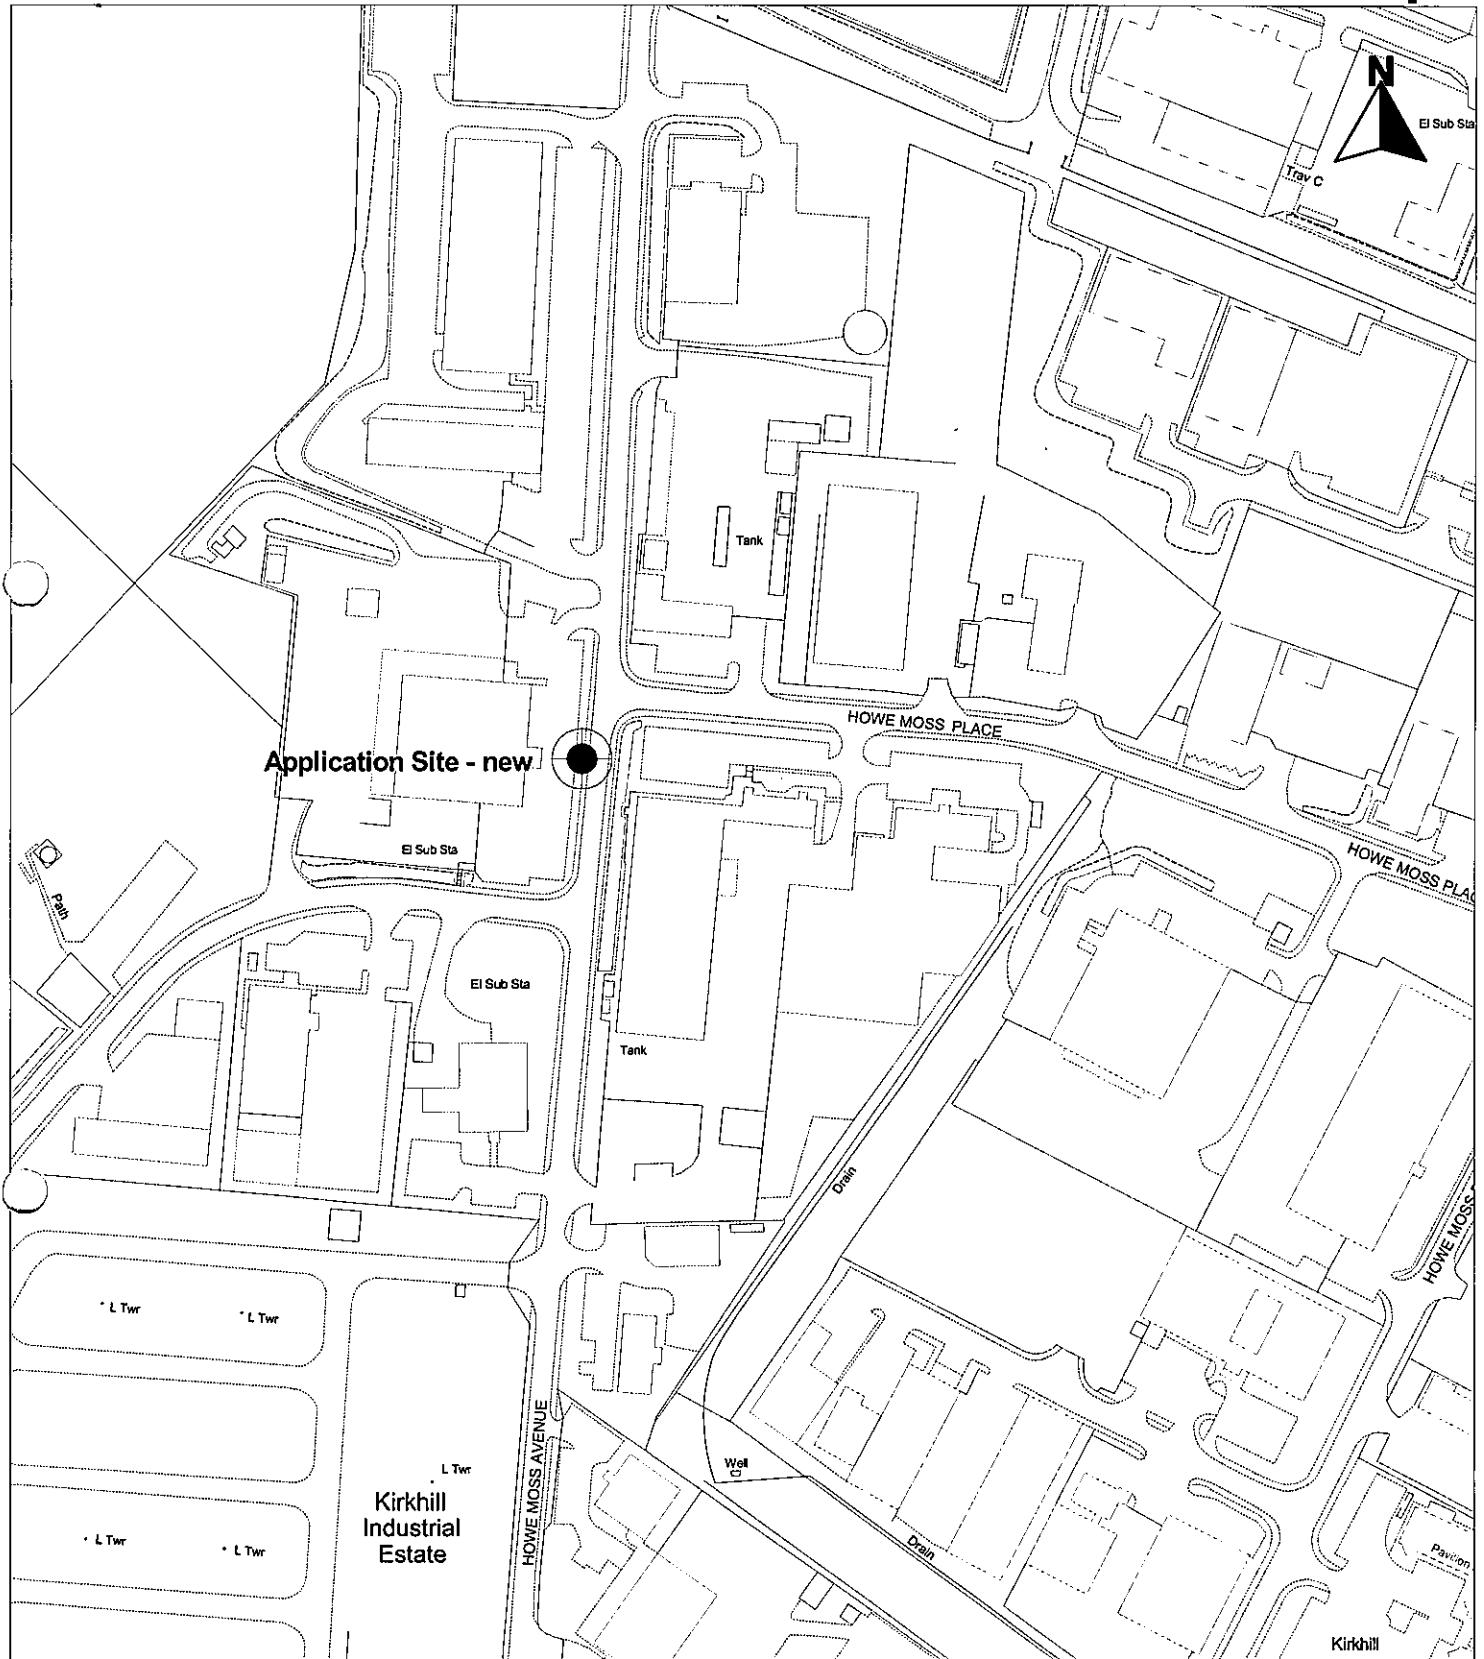 N
El Sub Sta
Trav C
Tank
HOWE MOSS PLACE
Application Site - new
El Sub Sta
HOWE MOSS PLAC
Path
El Sub Sta
Tank
Drain
HOWE MOSS
L Twr
L Twr
HOWE MOSS AVENUE
L Twr
Well
Kirkhill
Industrial
Estate
L Twr
L Twr
Drain
Pavilion
Kirkhill